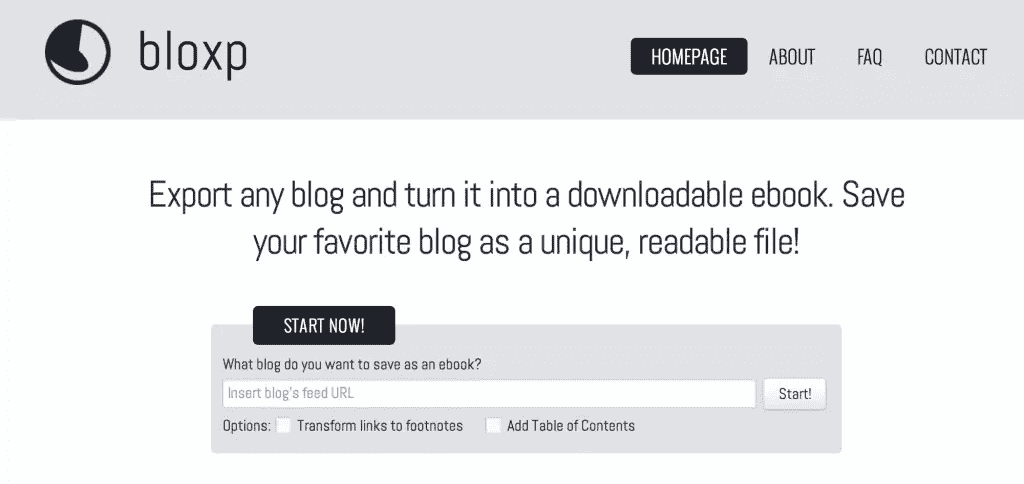 bloxp
HOMEPAGE ABOUT FAQ CONTACT
Export any blog and turn it into a downloadable ebook. Save
your favorite blog as a unique, readable file!
START NOW!
What blog do you want to save as an ebook?
Insert blog's feed URL Start!
Options: Transform links to footnotes Add Table of Contents